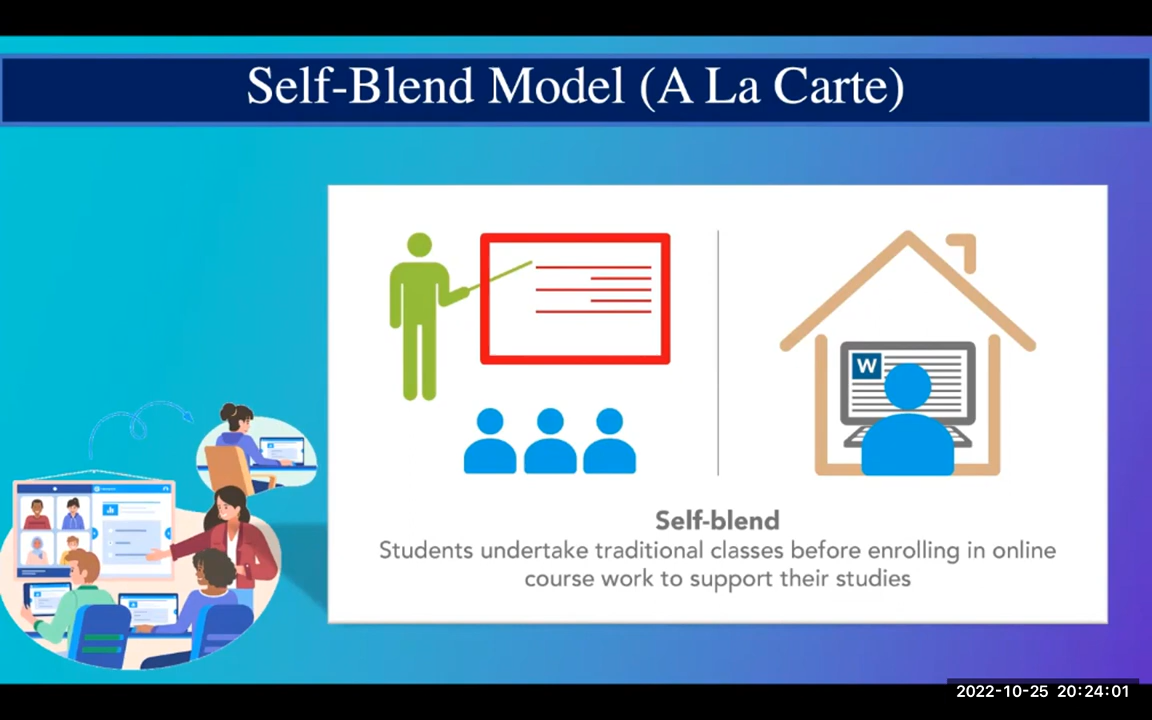 Self-Blend Model (A La Carte)
W
Self-blend
Students undertake traditional classes before enrolling in online
course work to support their studies
2022-10-25 20:24:01